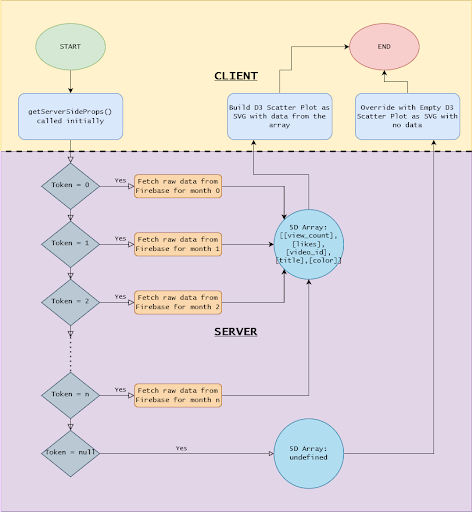 START
END
CLIENT
getServerSideProps()
called initially
Build D3 Scatter Plot as
SVG with data from the
array
Override with Empty D3
Scatter Plot as SVG with
no data
Token = 0
Yes
Fetch raw data from
Firebase for month 0
Token = 1
Yes
Fetch raw data from
Firebase for month 1
5D Array:
[[view_count],
[likes],
[video_id],
[title],[color]]
Token = 2
Yes
Fetch raw data from
Firebase for month 2
SERVER
Token = n
Yes
Fetch raw data from
Firebase for month n
Token = null
Yes
5D Array:
undefined